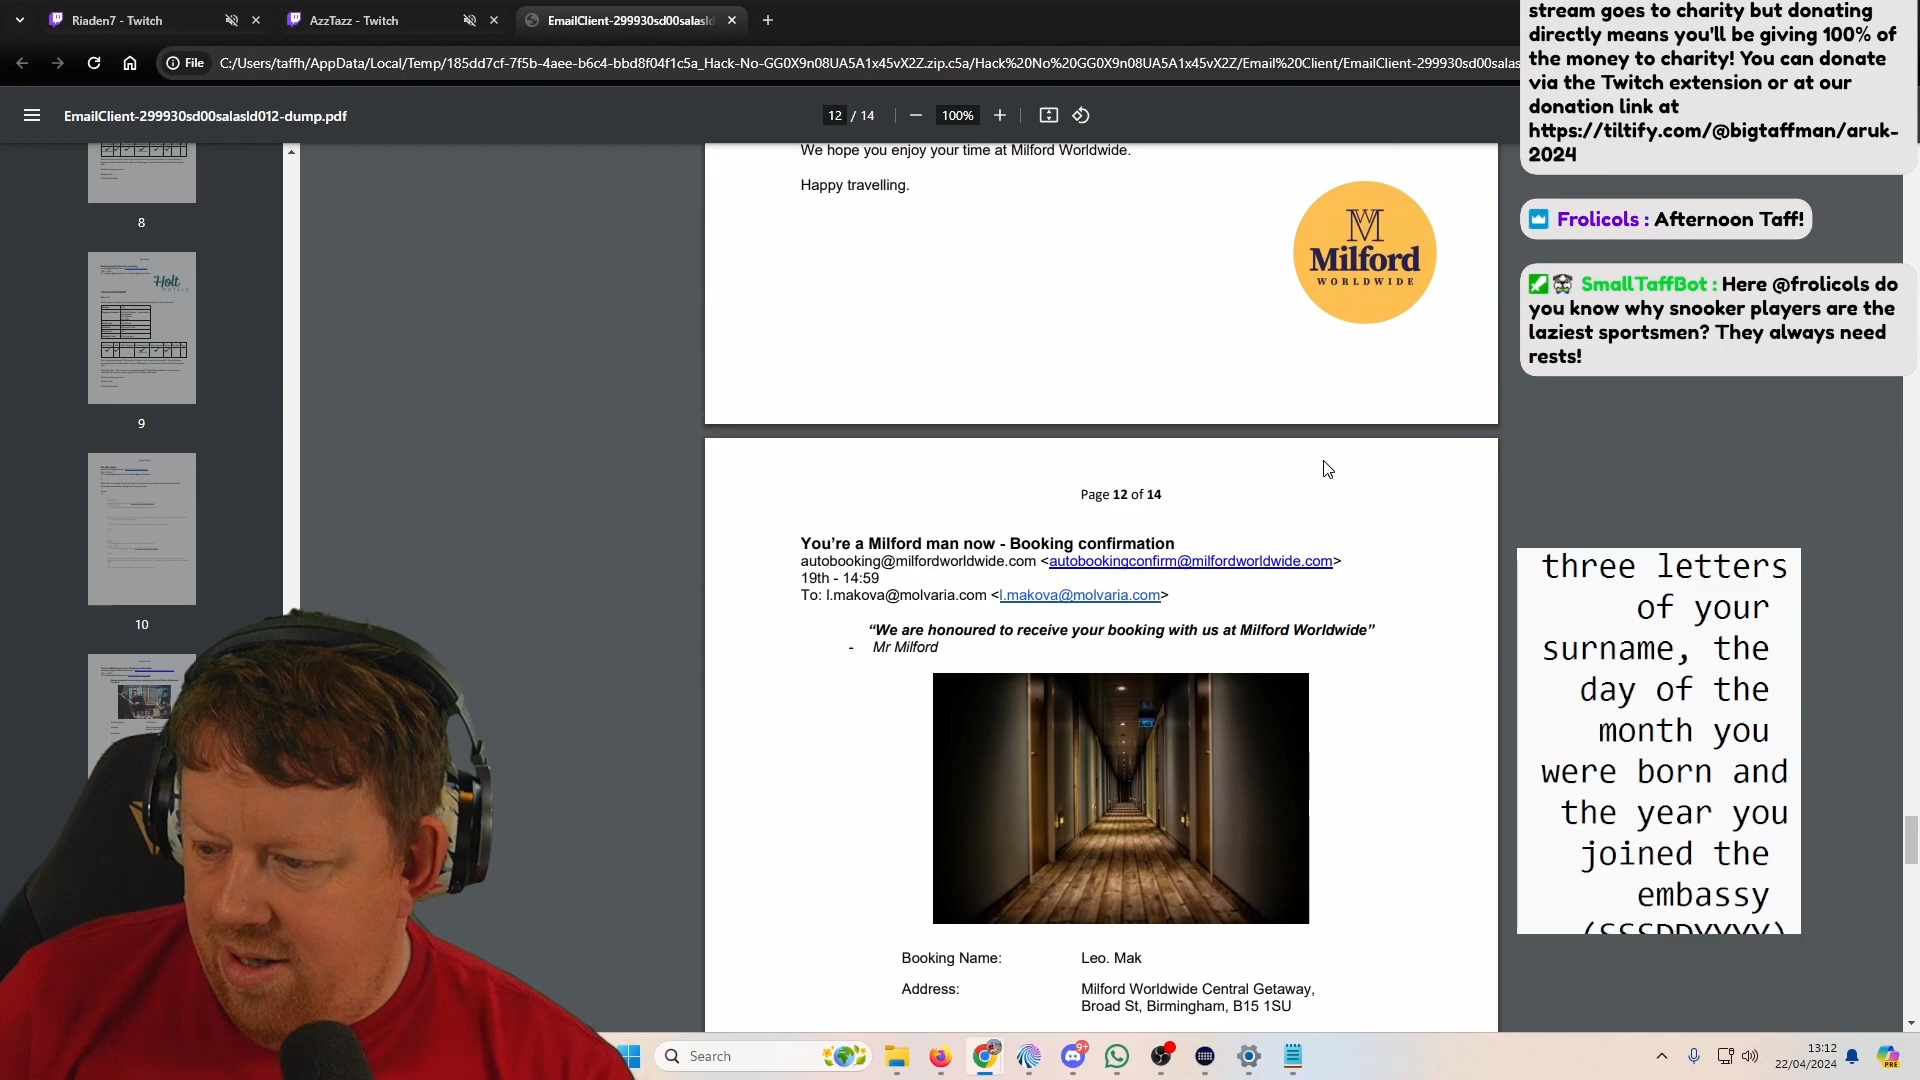 Riaden7 - Twitch
AzzTazz - Twitch
EmailClient-299930sd00salasld
File
C:/Users/taffh/AppData/Local/Temp/185dd7cf-7f5b-4aee-b6c4-bbd8f04f1c5a_Hack-No-GG0X9n08UA5A1x45vX2Z.zip.c5a/Hack%20No%20GG0X9n08UA5A1x45vX2Z/Email%20Client/EmailClient-299930sd00salas
EmailClient-299930sd00salasld012-dump.pdf
12 / 14
100%
8
Holt
9
10
We hope you enjoy your time at Milford Worldwide.
Happy travelling.
M
Milford
WORLDWIDE
Page 12 of 14
You’re a Milford man now - Booking confirmation
autobooking@milfordworldwide.com <autobookingconfirm@milfordworldwide.com>
19th - 14:59
To: l.makova@molvaria.com <l.makova@molvaria.com>
“We are honoured to receive your booking with us at Milford Worldwide”
- Mr Milford
Booking Name: Leo. Mak
Address: Milford Worldwide Central Getaway,
Broad St, Birmingham, B15 1SU
stream goes to charity but donating
directly means you'll be giving 100% of
the money to charity! You can donate
via the Twitch extension or at our
donation link at
https://tiltify.com/@bigtaffman/aruk-
2024
Frolicols : Afternoon Taff!
SmallTaffBot : Here @frolicols do
you know why snooker players are the
laziest sportsmen? They always need
rests!
three letters
of your
surname, the
day of the
month you
were born and
the year you
joined the
embassy
(SSSDDYYYY)
Search
9+
13:12
22/04/2024
PRE